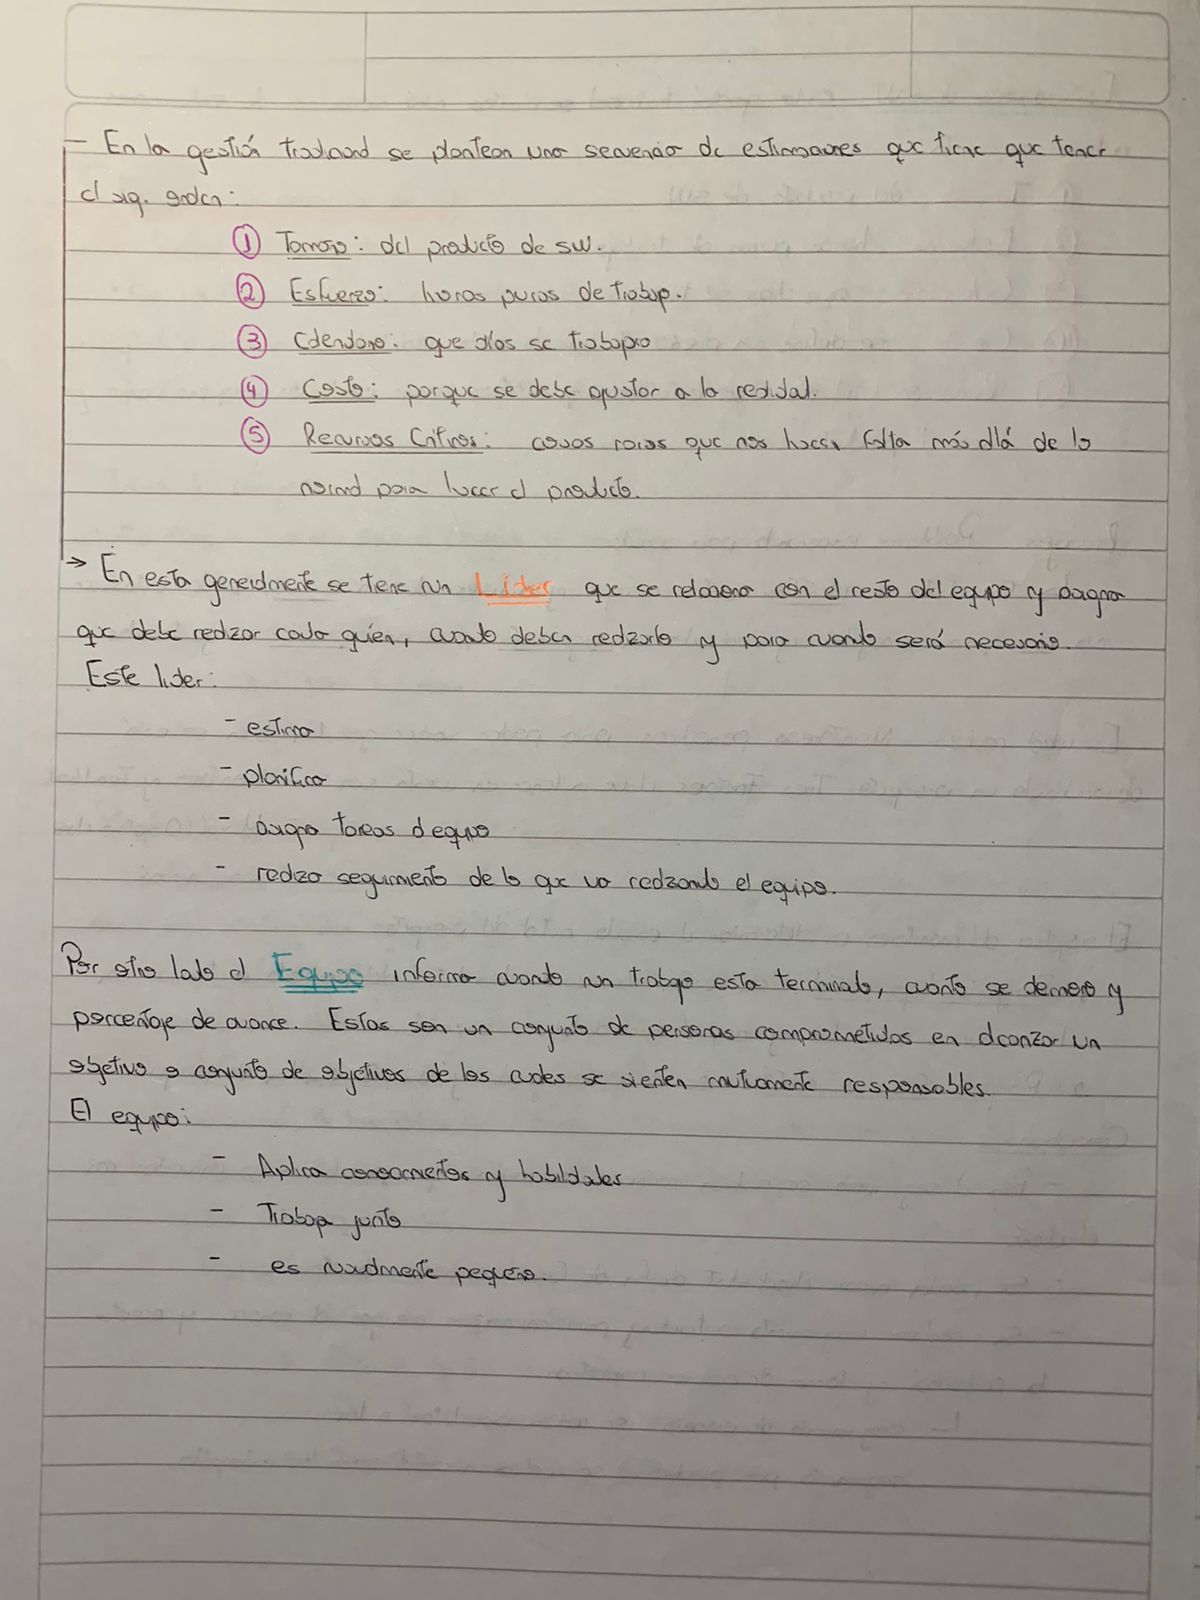 - En la gestión tradicional se plantean una secuencia de estimaciones que tiene que tener
el sig. orden:
① Tamaño: del producto de SW.
② Esfuerzo: horas puras de trabajo.
③ Calendario: que días se trabajara
④ Costo: porque se debe ajustar a la realidad.
⑤ Recursos Críticos: cosas raras que nos hacen falta más allá de lo
normal para hacer el producto.
→ En esta generalmente se tiene un Líder que se relaciona con el resto del equipo y asigna
que debe realizar cada quién, cuando deben realizarlo y para cuando será necesario.
Este lider:
- estima
- planifica
- asigna tareas al equipo
- realiza seguimiento de lo que va realizando el equipo.
Por otro lado el Equipo informa cuando un trabajo esta terminado, cuanto se demoro y
porcentaje de avance. Estos son un conjunto de personas comprometidas en alcanzar un
objetivo o conjunto de objetivos de los cuales se sienten mutuamente responsables.
El equipo:
- Aplica conocimientos y habilidades
- Trabaja junto
- es usualmente pequeño.